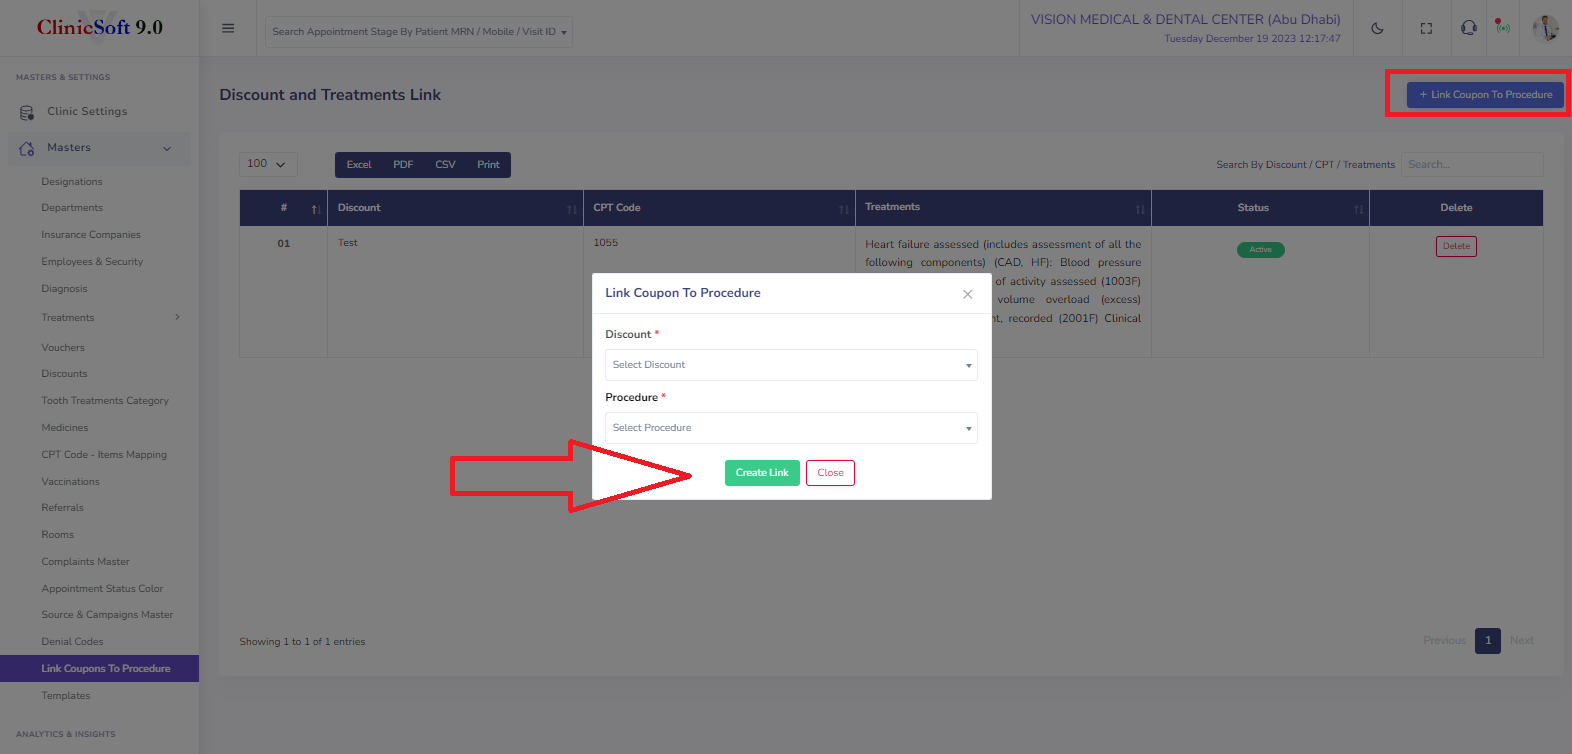 ClinicSoft 9.0
Search Appointment Stage By Patient MRN / Mobile / Visit ID
VISION MEDICAL & DENTAL CENTER (Abu Dhabi)
Tuesday December 19 2023 12:17:47
MASTERS & SETTINGS
Clinic Settings
Masters
Designations
Departments
Insurance Companies
Employees & Security
Diagnosis
Treatments
Vouchers
Discounts
Tooth Treatments Category
Medicines
CPT Code - Items Mapping
Vaccinations
Referrals
Rooms
Complaints Master
Appointment Status Color
Source & Campaigns Master
Denial Codes
Link Coupons To Procedure
Templates
ANALYTICS & INSIGHTS
Discount and Treatments Link
+ Link Coupon To Procedure
100
Excel PDF CSV Print
Search By Discount / CPT / Treatments Search...
# Discount CPT Code Treatments Status Delete
01 Test 1055 Heart failure assessed (includes assessment of all the Active Delete
following components) (CAD, HF): Blood pressure
of activity assessed (1003F)
volume overload (excess)
recorded (2001F) Clinical
Link Coupon To Procedure
Discount *
Select Discount
Procedure *
Select Procedure
Create Link Close
Showing 1 to 1 of 1 entries
Previous 1 Next